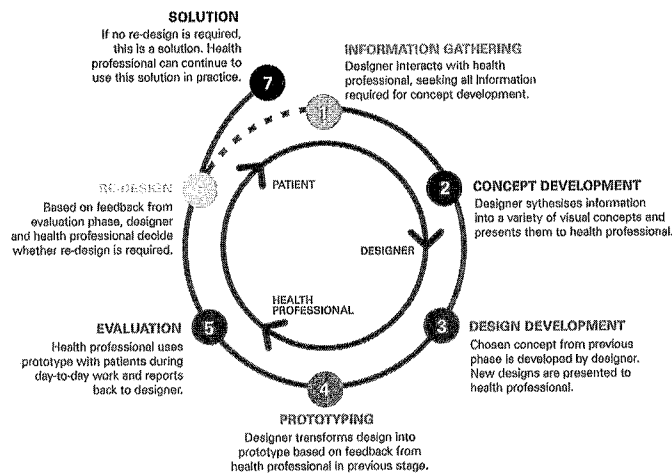 SOLUTION
If no re-design is required,
this is a solution. Health
professional can continue to
use this solution in practice.
7
INFORMATION GATHERING
Designer interacts with health
professional, seeking all information
required for concept development.
1
2
CONCEPT DEVELOPMENT
Designer sythesises information
into a variety of visual concepts and
presents them to health professional.
RE-DESIGN
Based on feedback from
evaluation phase, designer
and health professional decide
whether re-design is required.
PATIENT
DESIGNER
HEALTH
PROFESSIONAL
3
DESIGN DEVELOPMENT
Chosen concept from previous
phase is developed by designer.
New designs are presented to
health professional.
EVALUATION
5
Health professional uses
prototype with patients during
day-to-day work and reports
back to designer.
4
PROTOTYPING
Designer transforms design into
prototype based on feedback from
health professional in previous stage.